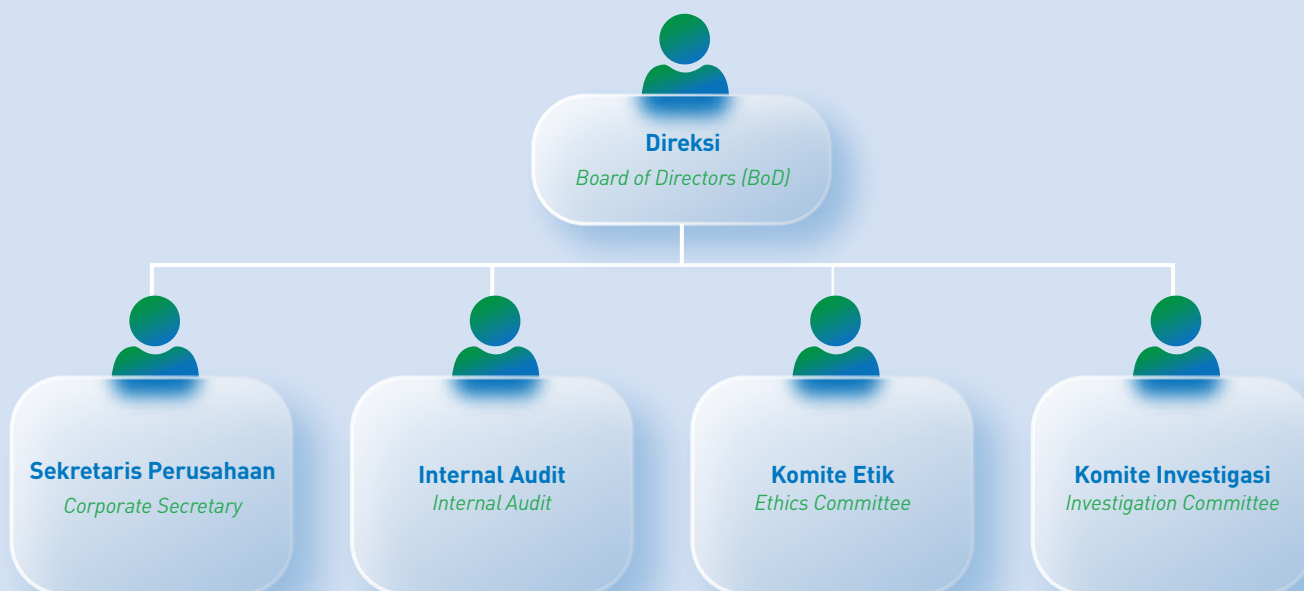 Direksi
Board of Directors (BoD)
Sekretaris Perusahaan
Corporate Secretary
Internal Audit
Internal Audit
Komite Etik
Ethics Committee
Komite Investigasi
Investigation Committee